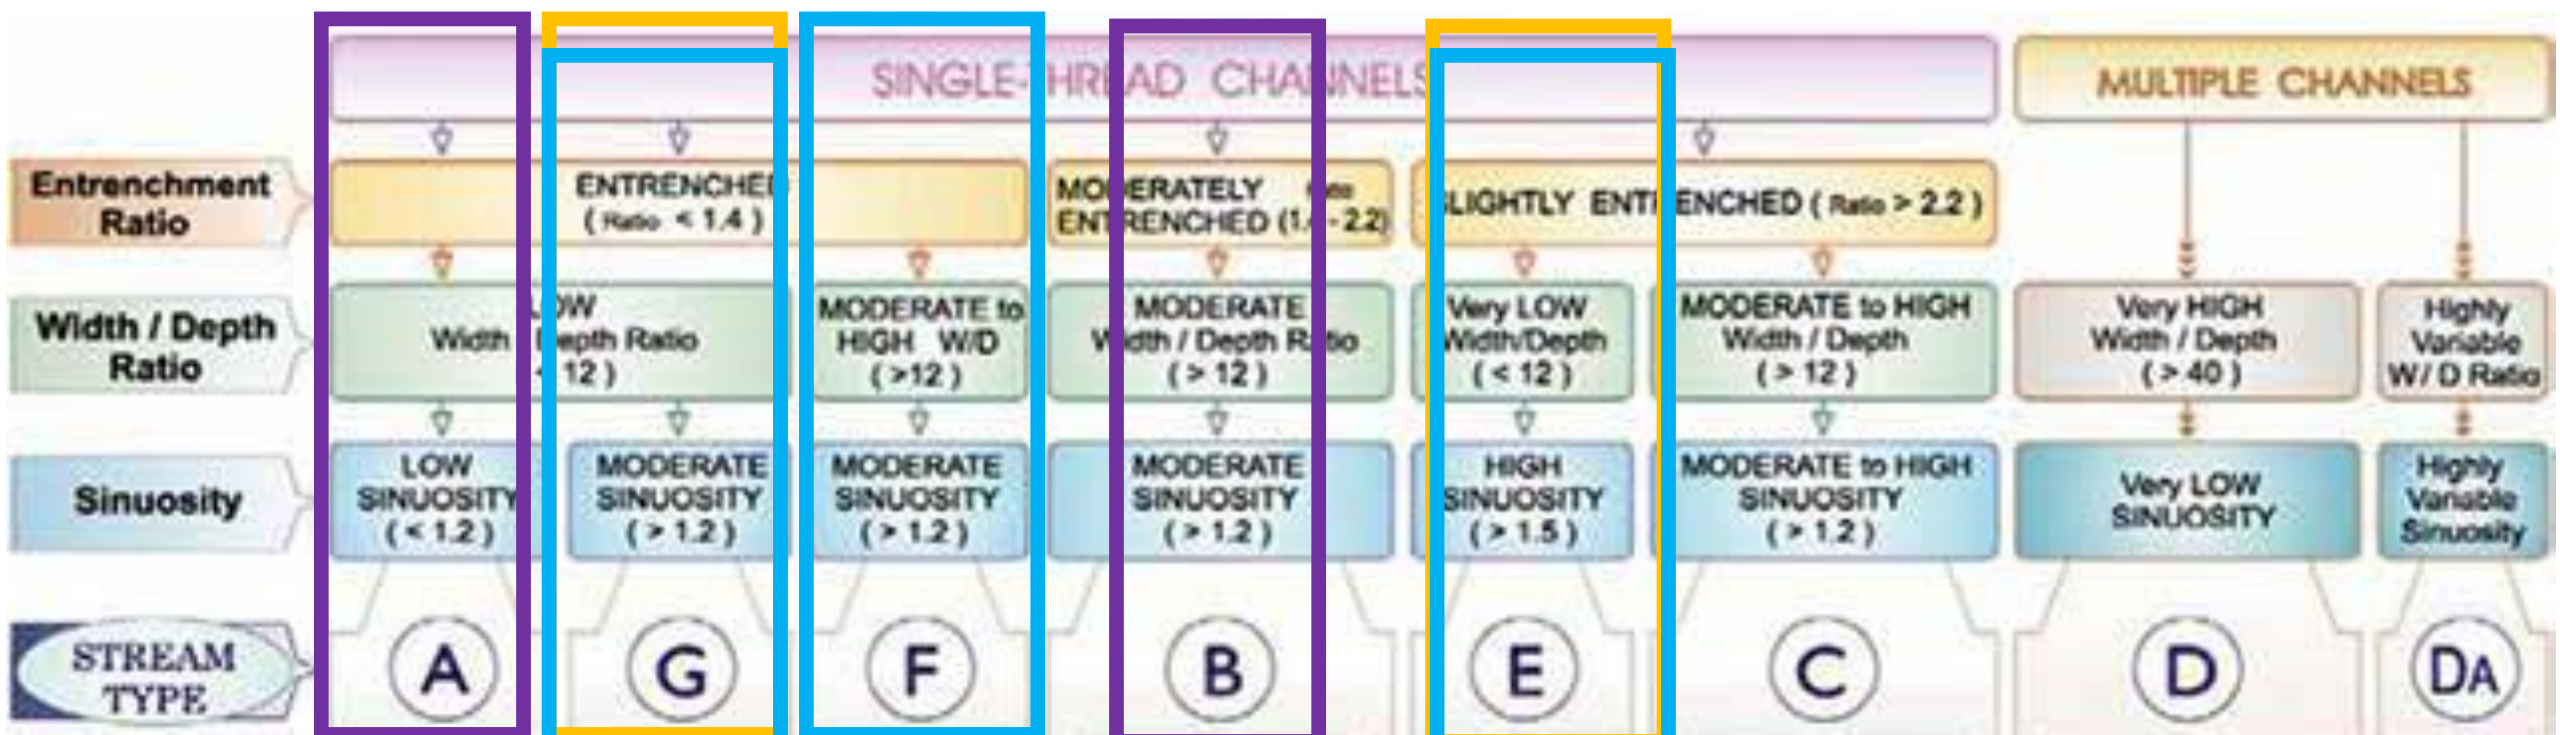 SINGLE-THREAD CHANNELS
MULTIPLE CHANNELS
Entrenchment
Ratio
ENTRENCHED
( Ratio < 1.4 )
MODERATELY Ratio
ENTRENCHED (1.4 - 2.2)
SLIGHTLY ENTRENCHED ( Ratio > 2.2 )
Width / Depth
Ratio
LOW
Width / Depth Ratio
( < 12 )
MODERATE to
HIGH W/D
( >12 )
MODERATE
Width / Depth Ratio
( > 12 )
Very LOW
Width/Depth
( < 12 )
MODERATE to HIGH
Width / Depth
( > 12 )
Very HIGH
Width / Depth
( > 40 )
Highly
Variable
W / D Ratio
Sinuosity
LOW
SINUOSITY
( < 1.2 )
MODERATE
SINUOSITY
( > 1.2 )
MODERATE
SINUOSITY
( > 1.2 )
MODERATE
SINUOSITY
( > 1.2 )
HIGH
SINUOSITY
( > 1.5 )
MODERATE to HIGH
SINUOSITY
( > 1.2 )
Very LOW
SINUOSITY
Highly
Variable
Sinuosity
STREAM
TYPE
A
G
F
B
E
C
D
DA